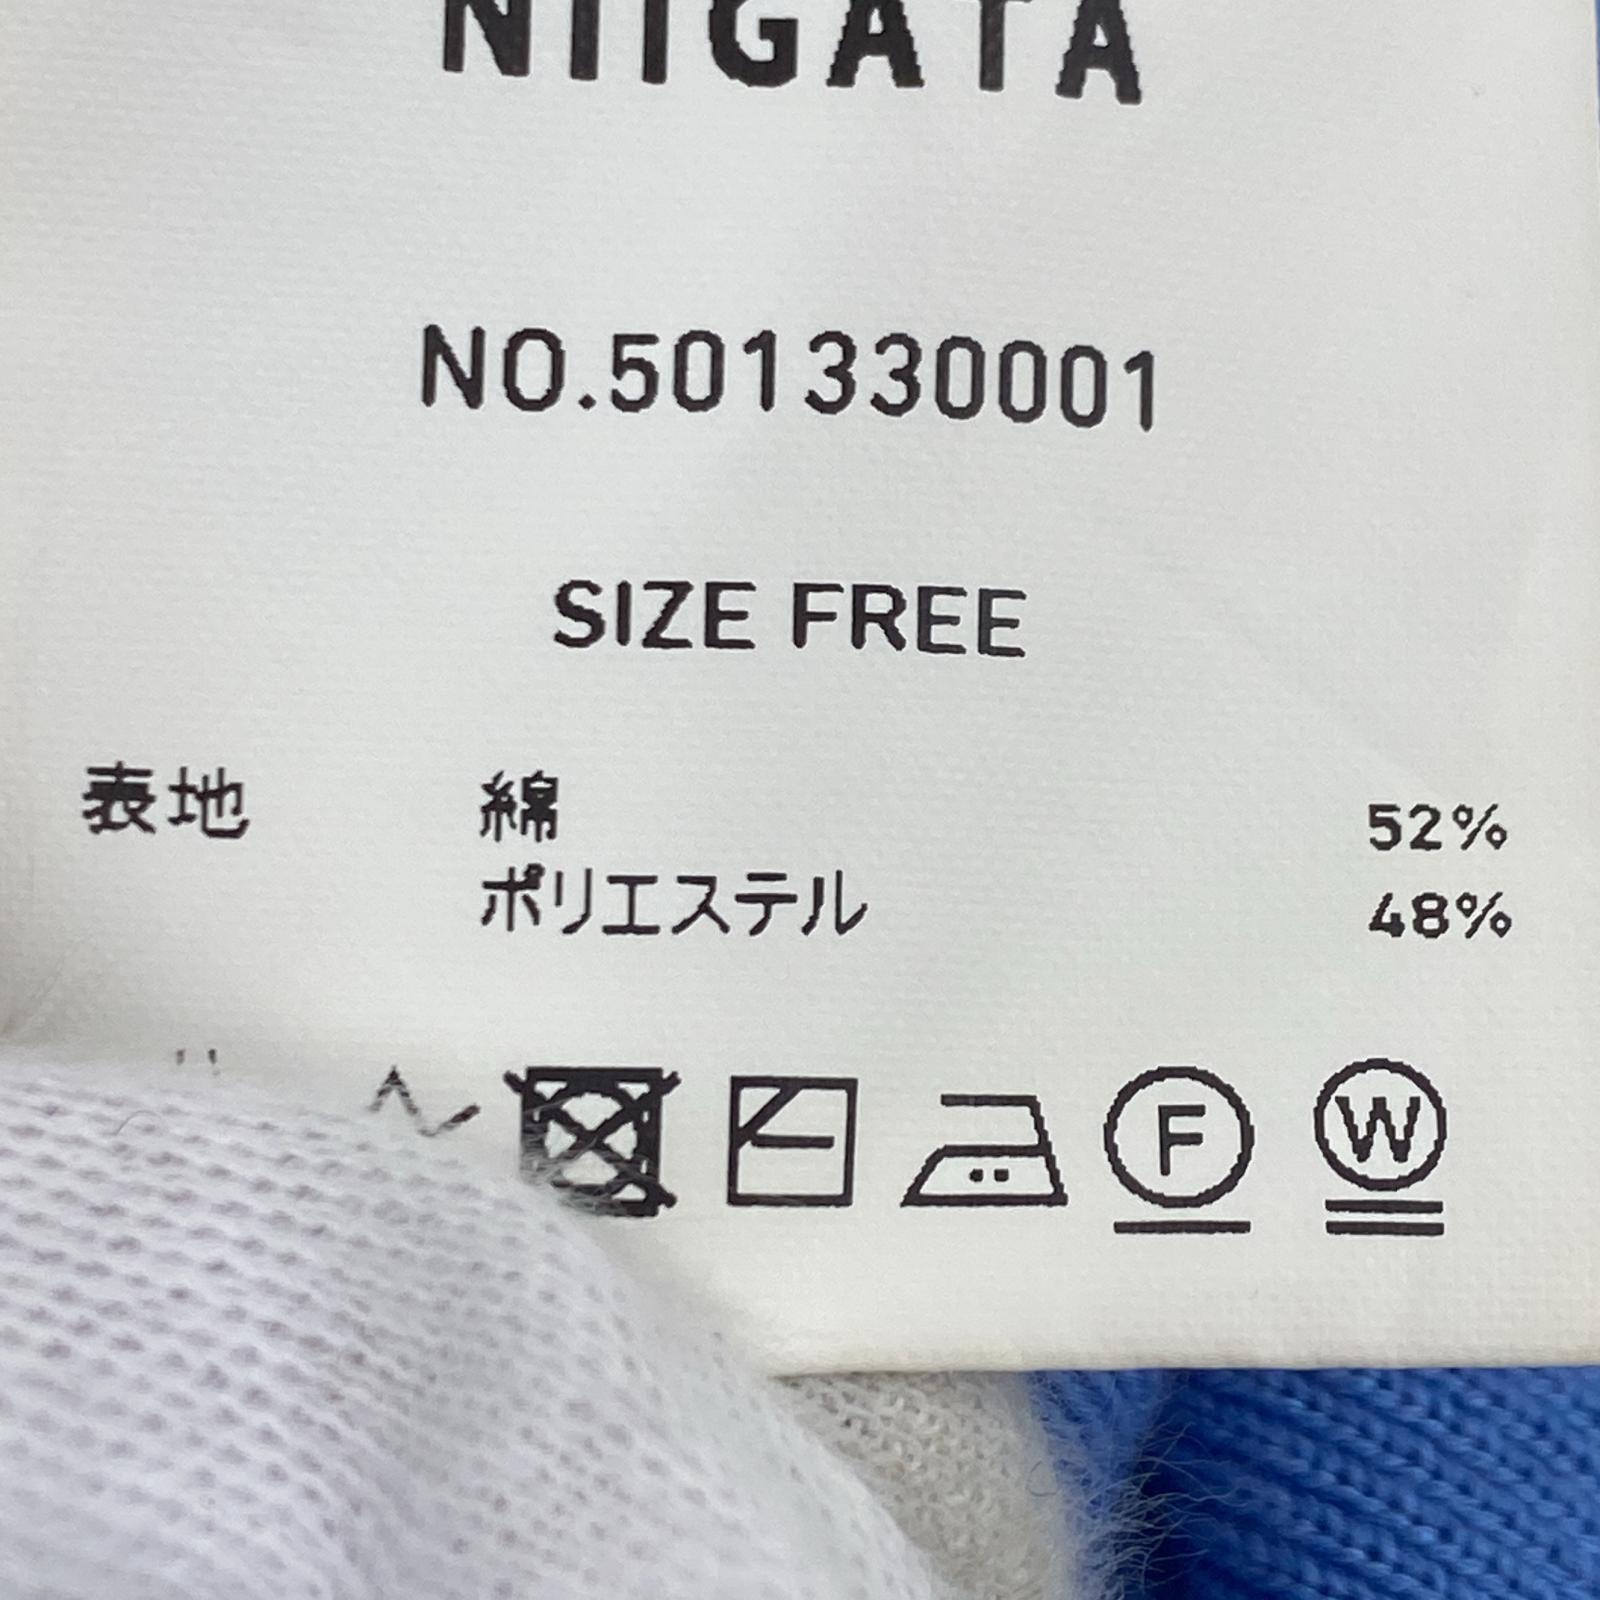 NIIGATA
NO.501330001
SIZE FREE
表地 綿 52%
ポリエステル 48%
F W